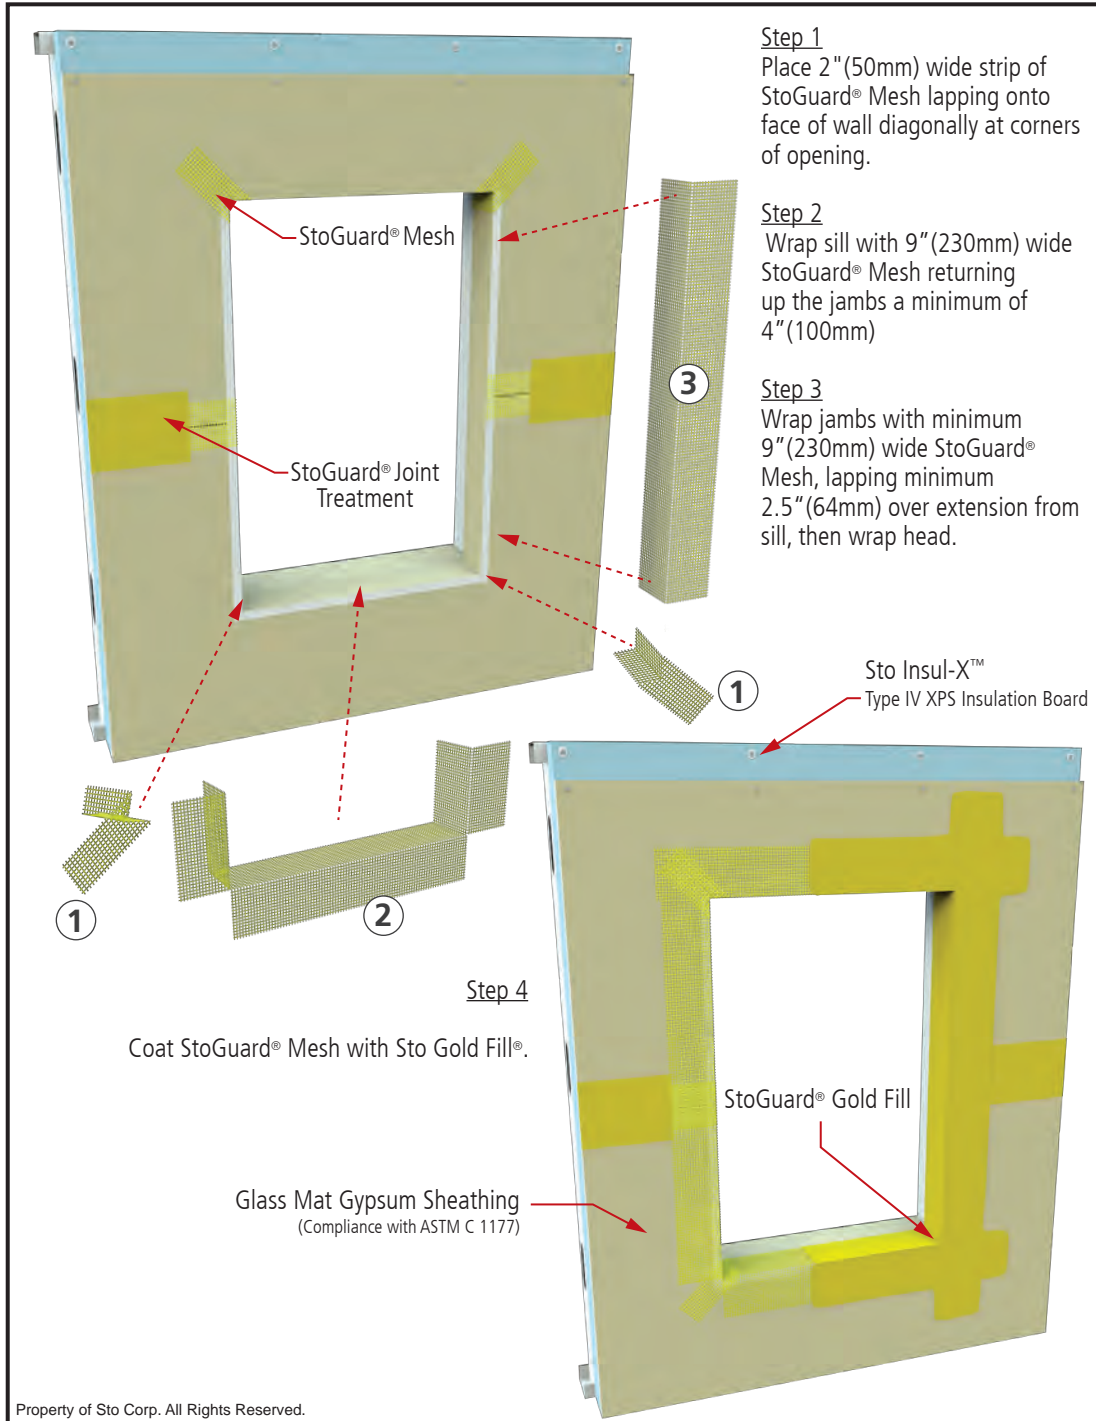 Step 1
Place 2"(50mm) wide strip of
StoGuard® Mesh lapping onto
face of wall diagonally at corners
of opening.
Step 2
Wrap sill with 9”(230mm) wide
StoGuard® Mesh returning
up the jambs a minimum of
4”(100mm)
Step 3
Wrap jambs with minimum
9”(230mm) wide StoGuard®
Mesh, lapping minimum
2.5“(64mm) over extension from
sill, then wrap head.
StoGuard® Mesh
3
StoGuard® Joint
Treatment
1
Sto Insul-X™
Type IV XPS Insulation Board
1
2
Step 4
Coat StoGuard® Mesh with Sto Gold Fill®.
StoGuard® Gold Fill
Glass Mat Gypsum Sheathing
(Compliance with ASTM C 1177)
Property of Sto Corp. All Rights Reserved.